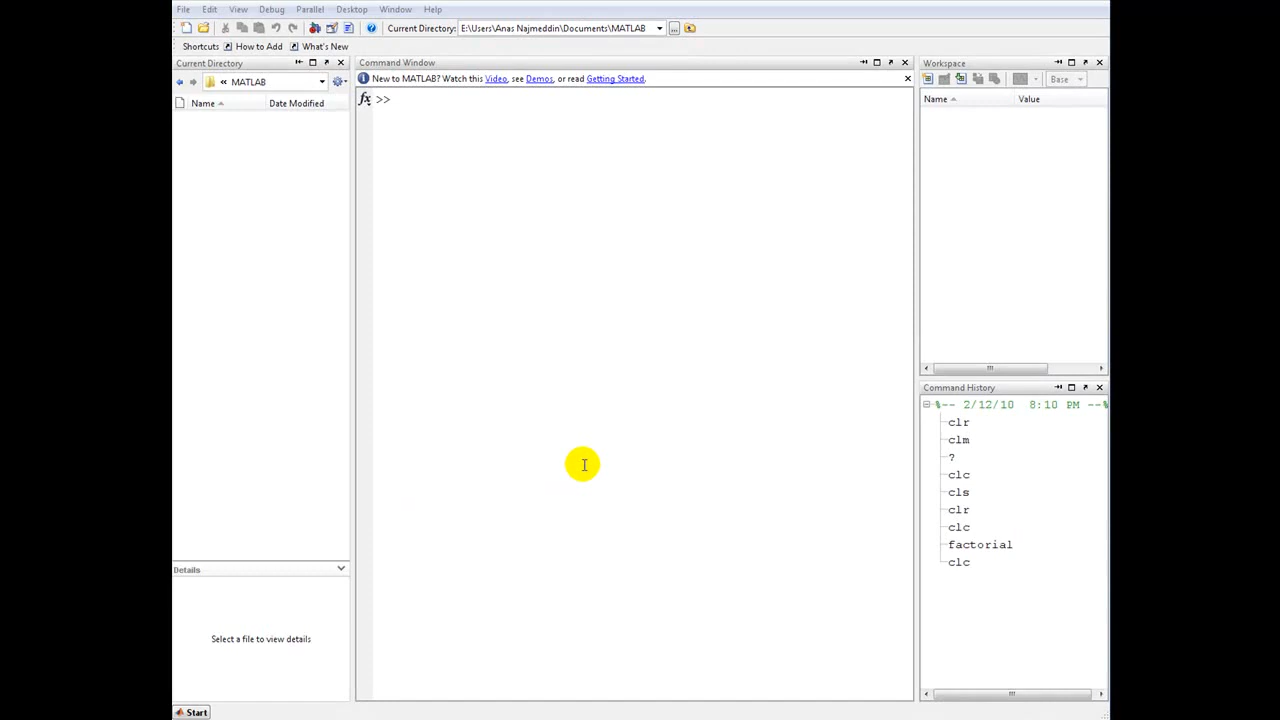 File Edit View Debug Parallel Desktop Window Help
Current Directory: E:\Users\Anas Najmeddin\Documents\MATLAB ...
Shortcuts How to Add What's New
Current Directory
« MATLAB
Name Date Modified
Details
Select a file to view details
Start
Command Window
New to MATLAB? Watch this Video, see Demos, or read Getting Started.
fx >>
Workspace
Base
Name Value
Command History
%-- 2/12/10 8:10 PM --%
clr
clm
?
clc
cls
clr
clc
factorial
clc